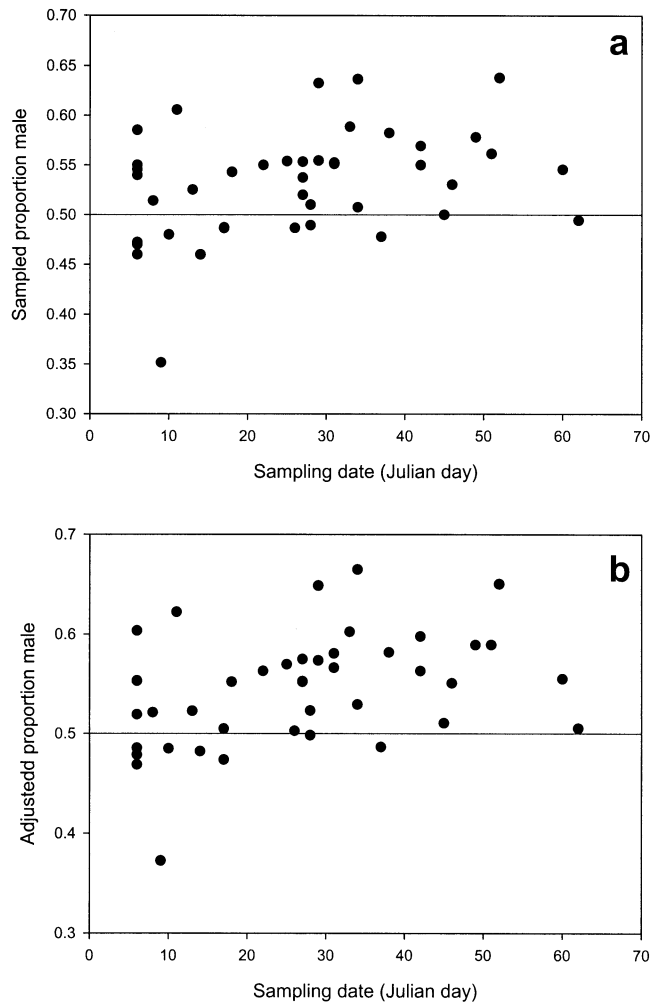 a
0.70
0.65
0.60
0.55
0.50
0.45
0.40
0.35
0.30
Sampled proportion male
0 10 20 30 40 50 60 70
Sampling date (Julian day)
b
0.7
0.6
0.5
0.4
0.3
Adjustedd proportion male
0 10 20 30 40 50 60 70
Sampling date (Julian day)